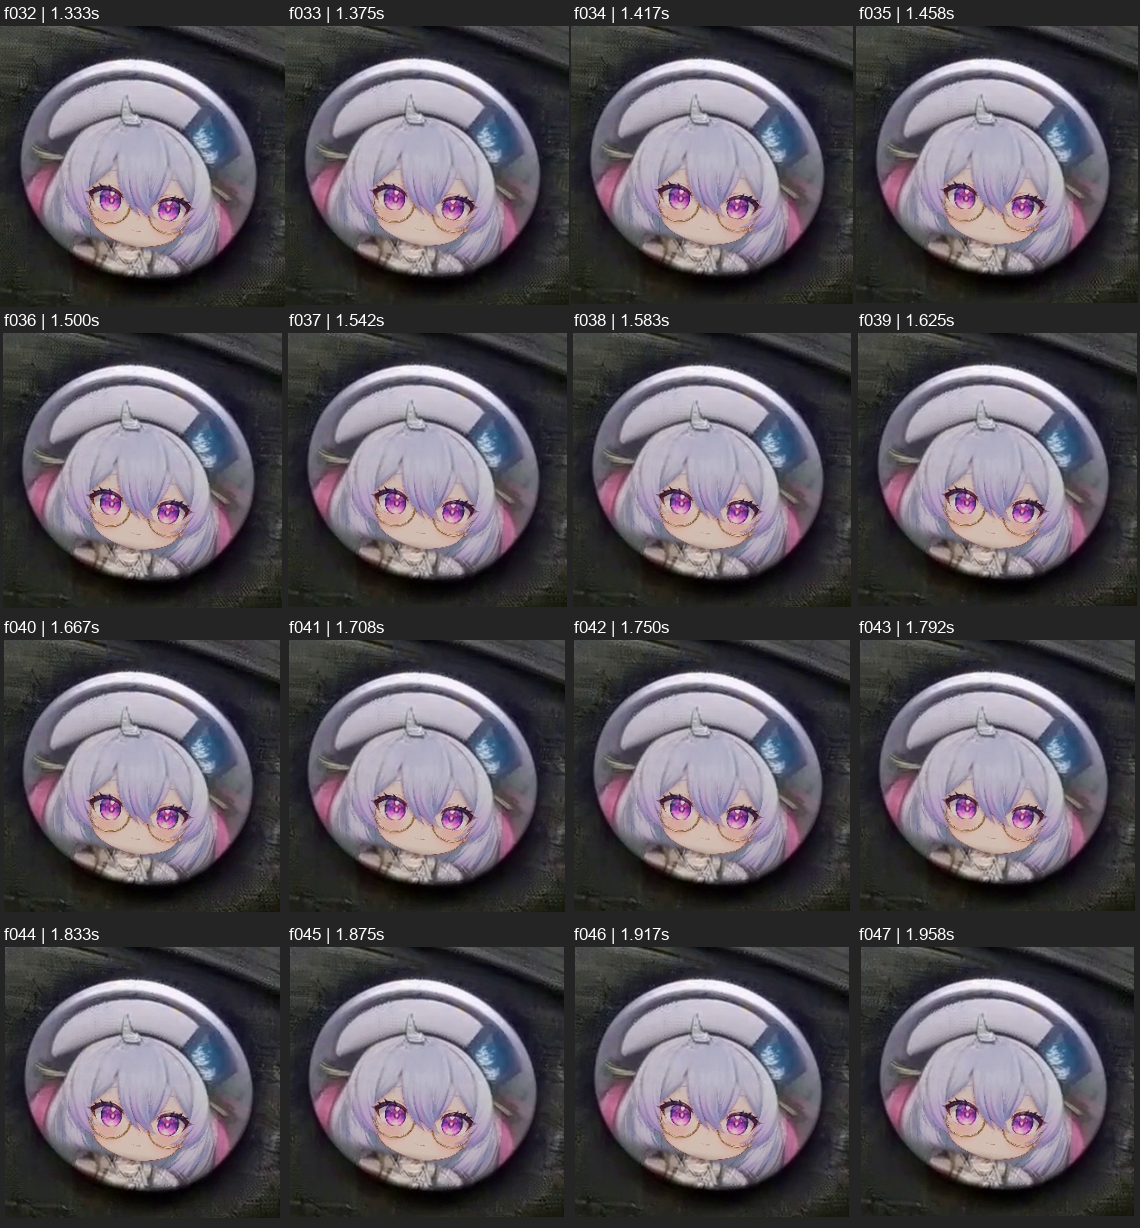 f032 | 1.333s
f033 | 1.375s
f034 | 1.417s
f035 | 1.458s
f036 | 1.500s
f037 | 1.542s
f038 | 1.583s
f039 | 1.625s
f040 | 1.667s
f041 | 1.708s
f042 | 1.750s
f043 | 1.792s
f044 | 1.833s
f045 | 1.875s
f046 | 1.917s
f047 | 1.958s